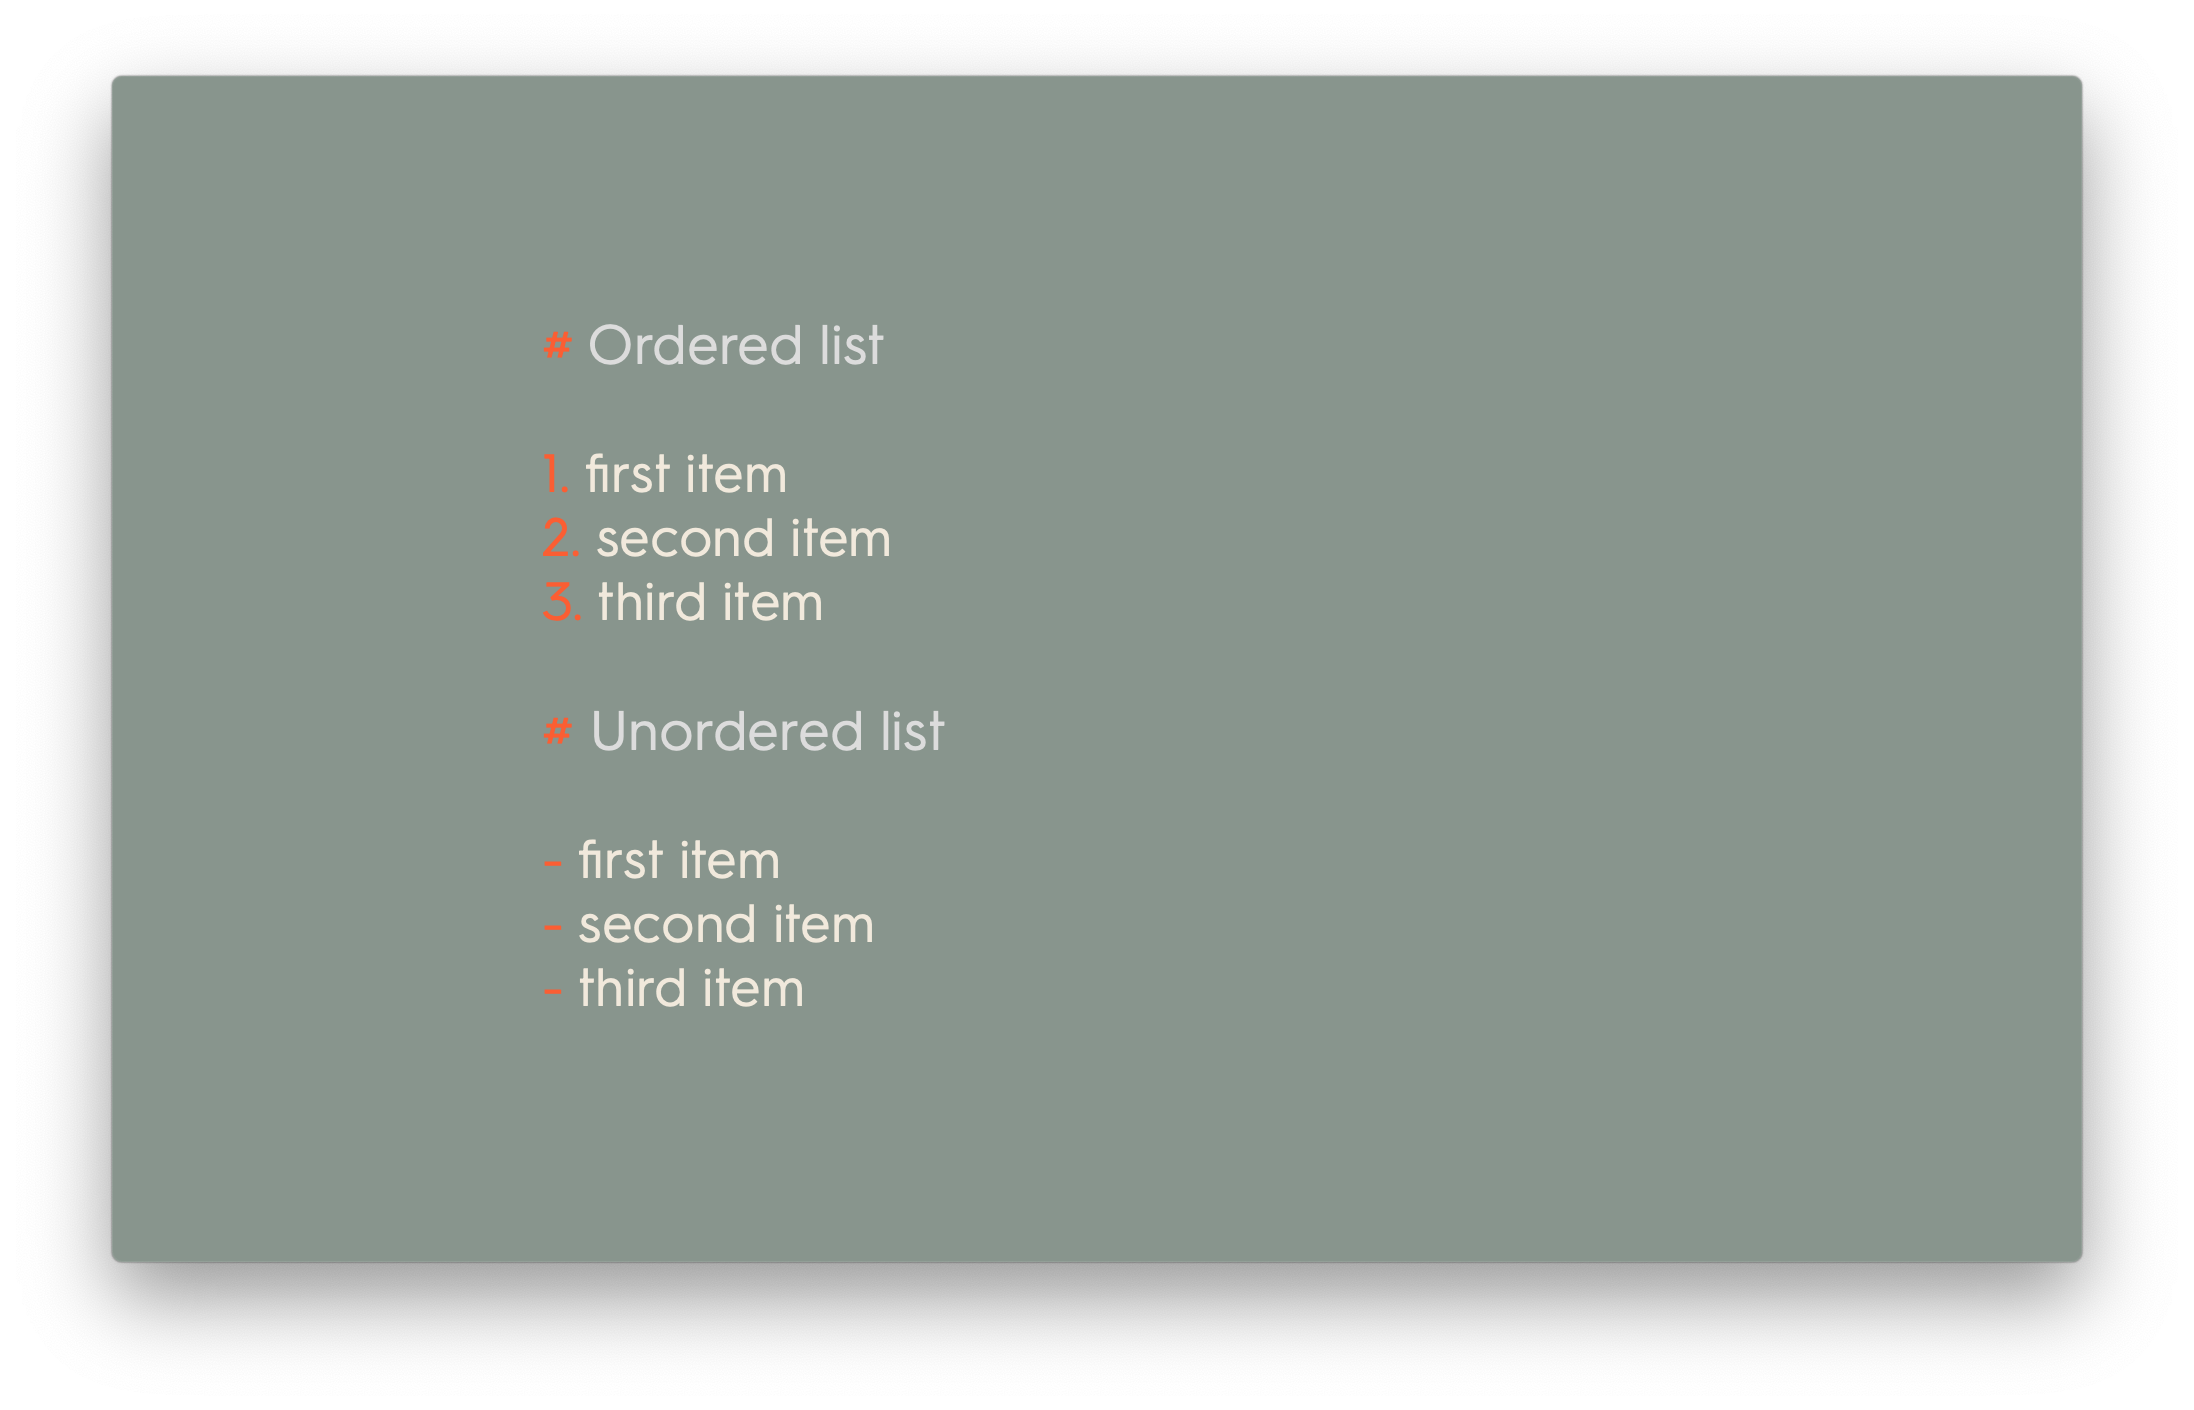 # Ordered list
1. first item
2. second item
3. third item
# Unordered list
- first item
- second item
- third item